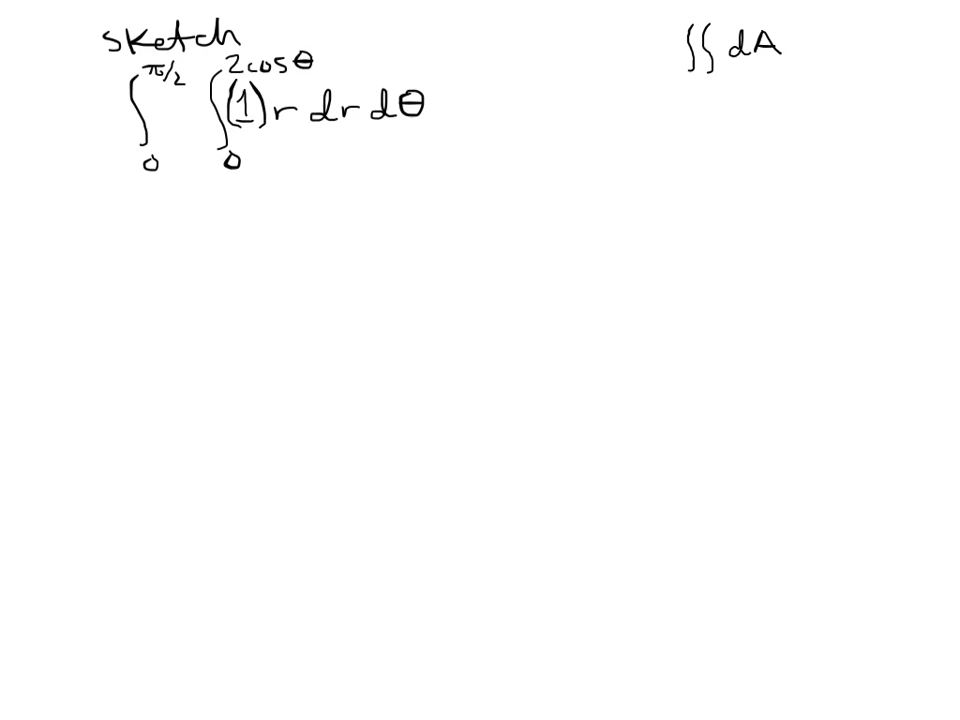 sketch
∫₀^{π/2} ∫₀^{2cosθ} (1) r dr dθ
∫∫ dA